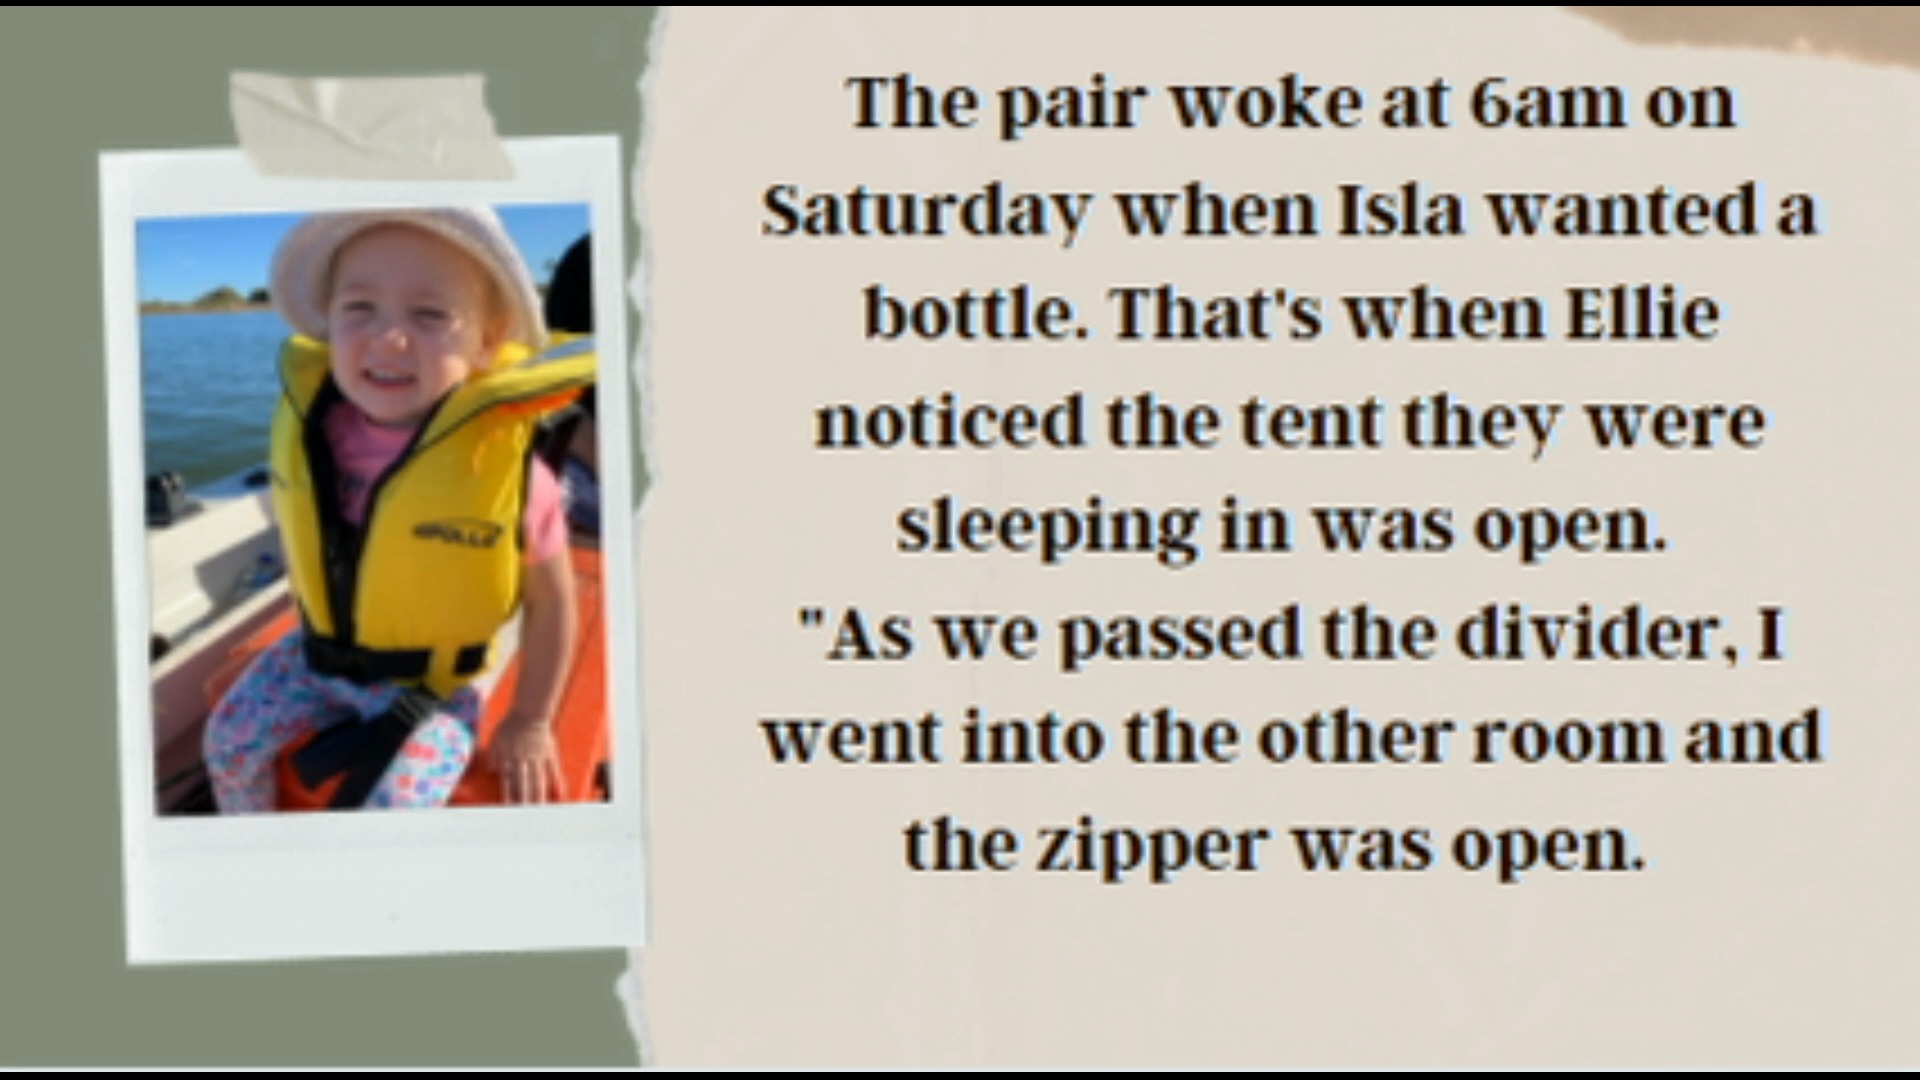 The pair woke at 6am on
Saturday when Isla wanted a
bottle. That's when Ellie
noticed the tent they were
sleeping in was open.
"As we passed the divider, I
went into the other room and
the zipper was open.